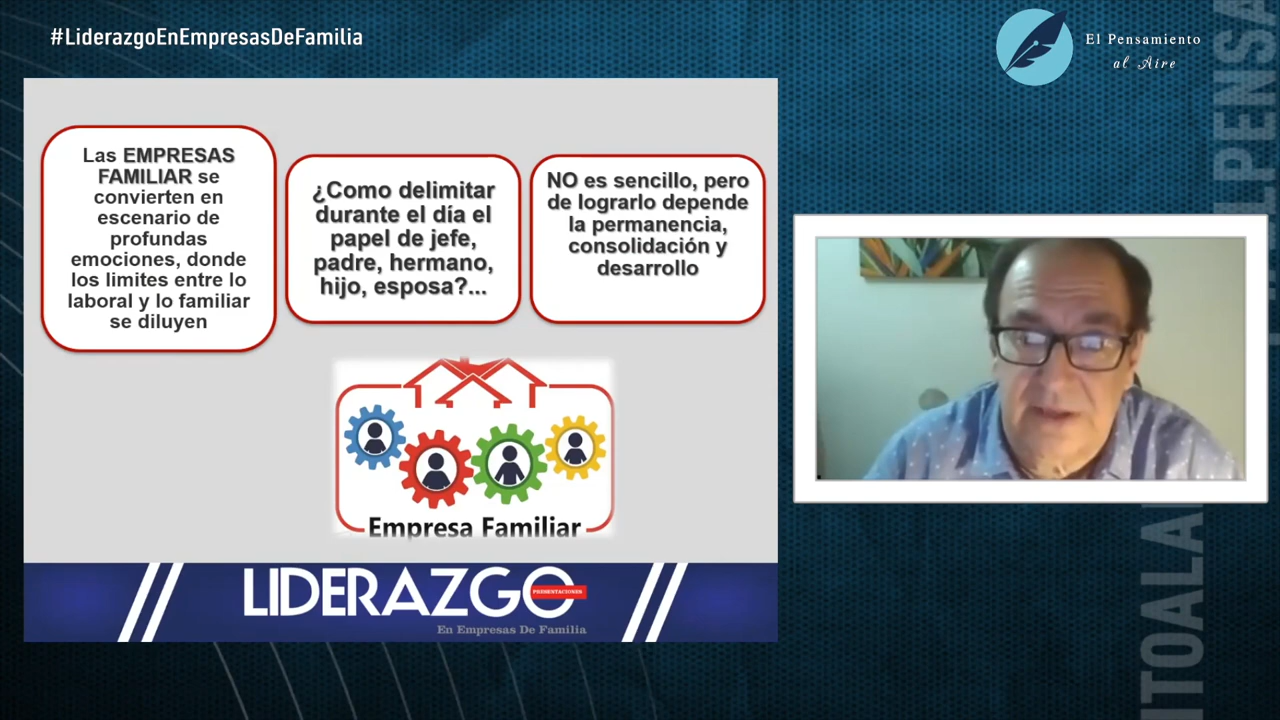 #LiderazgoEnEmpresasDeFamilia
El Pensamiento
al Aire
Las EMPRESAS
FAMILIAR se
convierten en
escenario de
profundas
emociones, donde
los limites entre lo
laboral y lo familiar
se diluyen
¿Como delimitar
durante el día el
papel de jefe,
padre, hermano,
hijo, esposa?...
NO es sencillo, pero
de lograrlo depende
la permanencia,
consolidación y
desarrollo
Empresa Familiar
LIDERAZGO
PRESENTACIONES
En Empresas De Familia